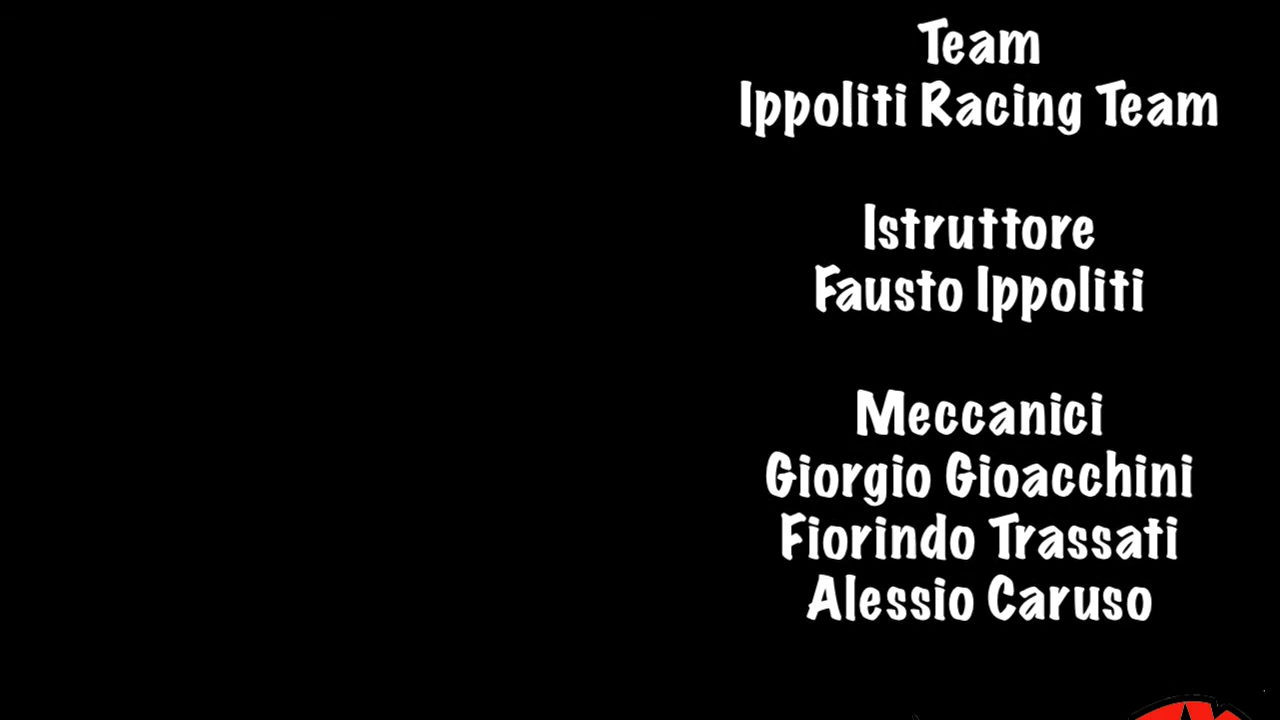 Team
Ippoliti Racing Team
Istruttore
Fausto Ippoliti
Meccanici
Giorgio Gioacchini
Fiorindo Trassati
Alessio Caruso